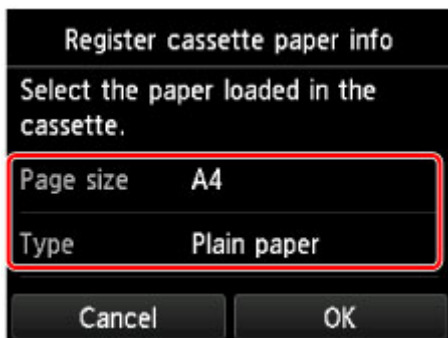 Register cassette paper info
Select the paper loaded in the
cassette.
Page size A4
Type Plain paper
Cancel OK